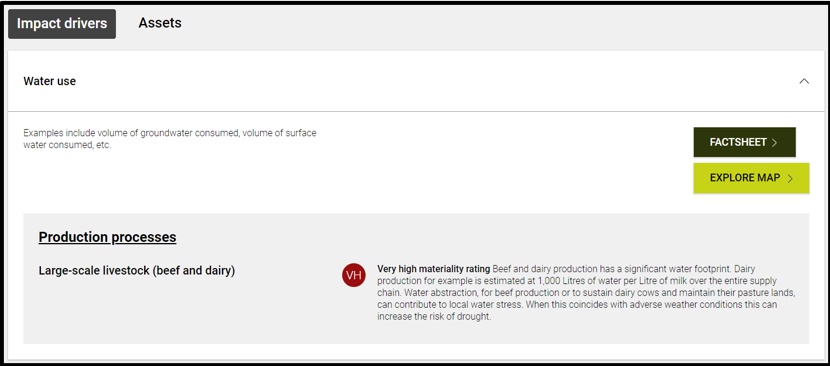 Impact drivers
Assets
Water use
Examples include volume of groundwater consumed, volume of surface
water consumed, etc.
FACTSHEET
EXPLORE MAP
Production processes
Large-scale livestock (beef and dairy)
VH
Very high materiality rating Beef and dairy production has a significant water footprint. Dairy
production for example is estimated at 1,000 Litres of water per Litre of milk over the entire supply
chain. Water abstraction, for beef production or to sustain dairy cows and maintain their pasture lands,
can contribute to local water stress. When this coincides with adverse weather conditions this can
increase the risk of drought.